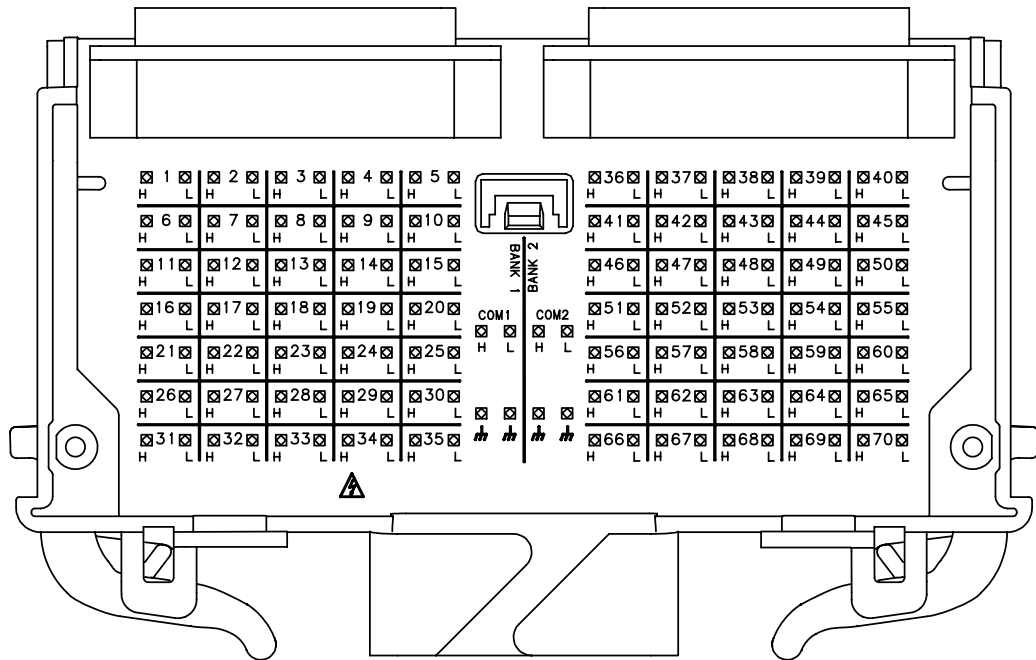 1 2 3 4 5 36 37 38 39 40
H L H L H L H L H L H L H L H L H L H L
6 7 8 9 10 41 42 43 44 45
H L H L H L H L H L H L H L H L H L H L
BANK 1
BANK 2
11 12 13 14 15 46 47 48 49 50
H L H L H L H L H L H L H L H L H L H L
16 17 18 19 20 COM1 COM2 51 52 53 54 55
H L H L H L H L H L H L H L H L H L H L
H L H L
21 22 23 24 25 56 57 58 59 60
H L H L H L H L H L H L H L H L H L H L
26 27 28 29 30 61 62 63 64 65
H L H L H L H L H L H L H L H L H L H L
31 32 33 34 35 66 67 68 69 70
H L H L H L H L H L H L H L H L H L H L